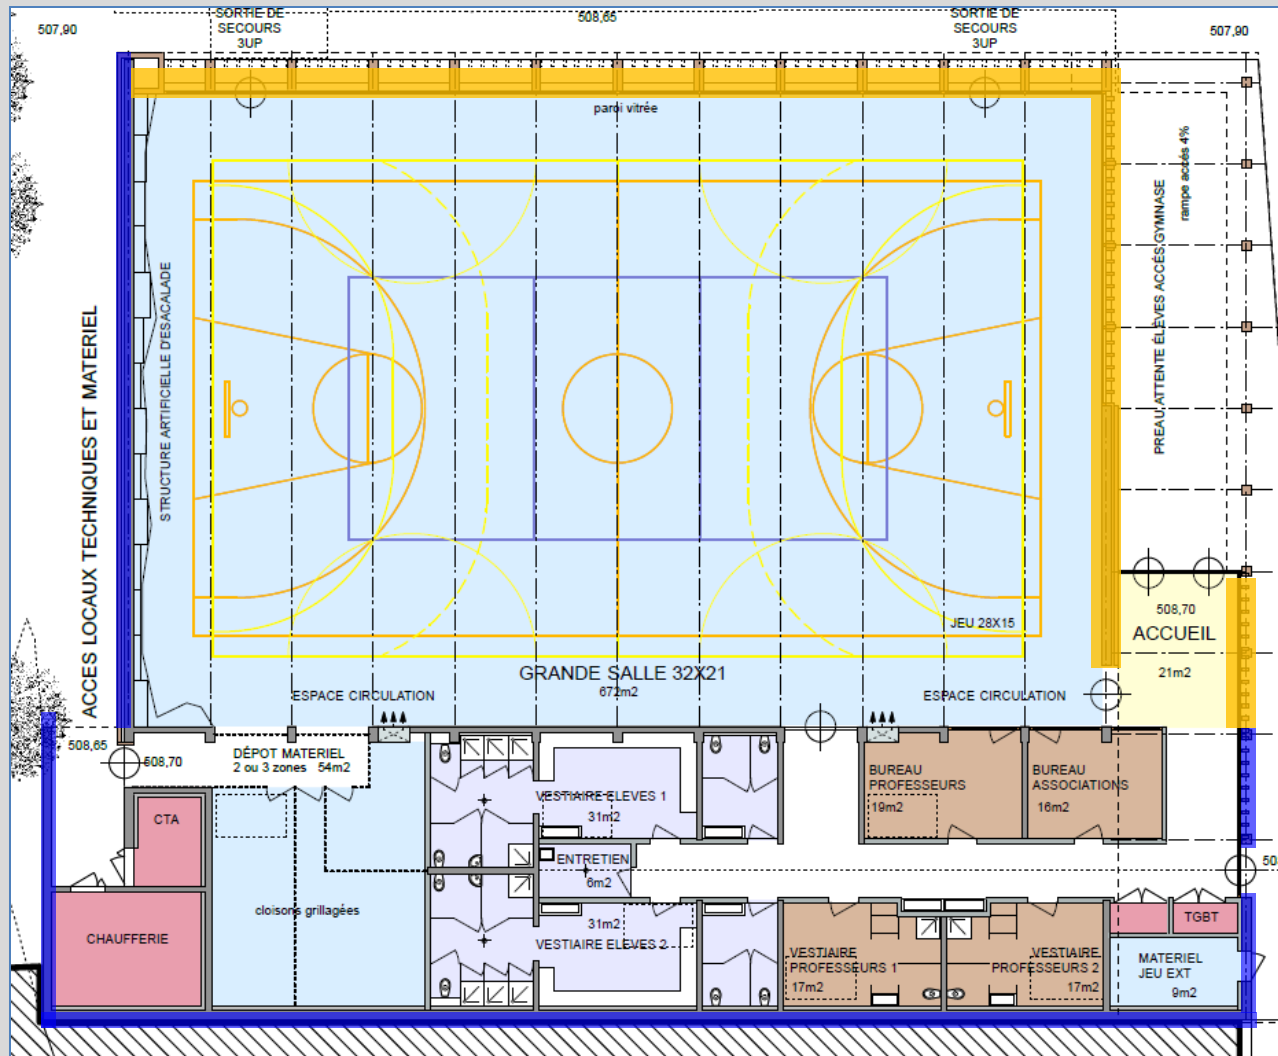 SORTIE DE
SECOURS
3UP
508,65
SORTIE DE
SECOURS
3UP
507,90
507,90
paroi vitrée
rampe accés 4%
PREAU ATTENTE ÉLÈVES ACCÉS GYMNASE
STRUCTURE ARTIFICIELLE D'ESACALADE
ACCES LOCAUX TECHNIQUES ET MATERIEL
JEU 28X15
508,70
ACCUEIL
21m2
GRANDE SALLE 32X21
672m2
ESPACE CIRCULATION
ESPACE CIRCULATION
508,65
508,70
DÉPOT MATERIEL
2 ou 3 zones 54m2
BUREAU
PROFESSEURS
19m2
BUREAU
ASSOCIATIONS
16m2
VESTIAIRE ELEVES 1
31m2
CTA
ENTRETIEN
6m2
50
cloisons grillagées
31m2
VESTIAIRE ELEVES 2
CHAUFFERIE
TGBT
VESTIAIRE
PROFESSEURS 1
17m2
VESTIAIRE
PROFESSEURS 2
17m2
MATERIEL
JEU EXT
9m2